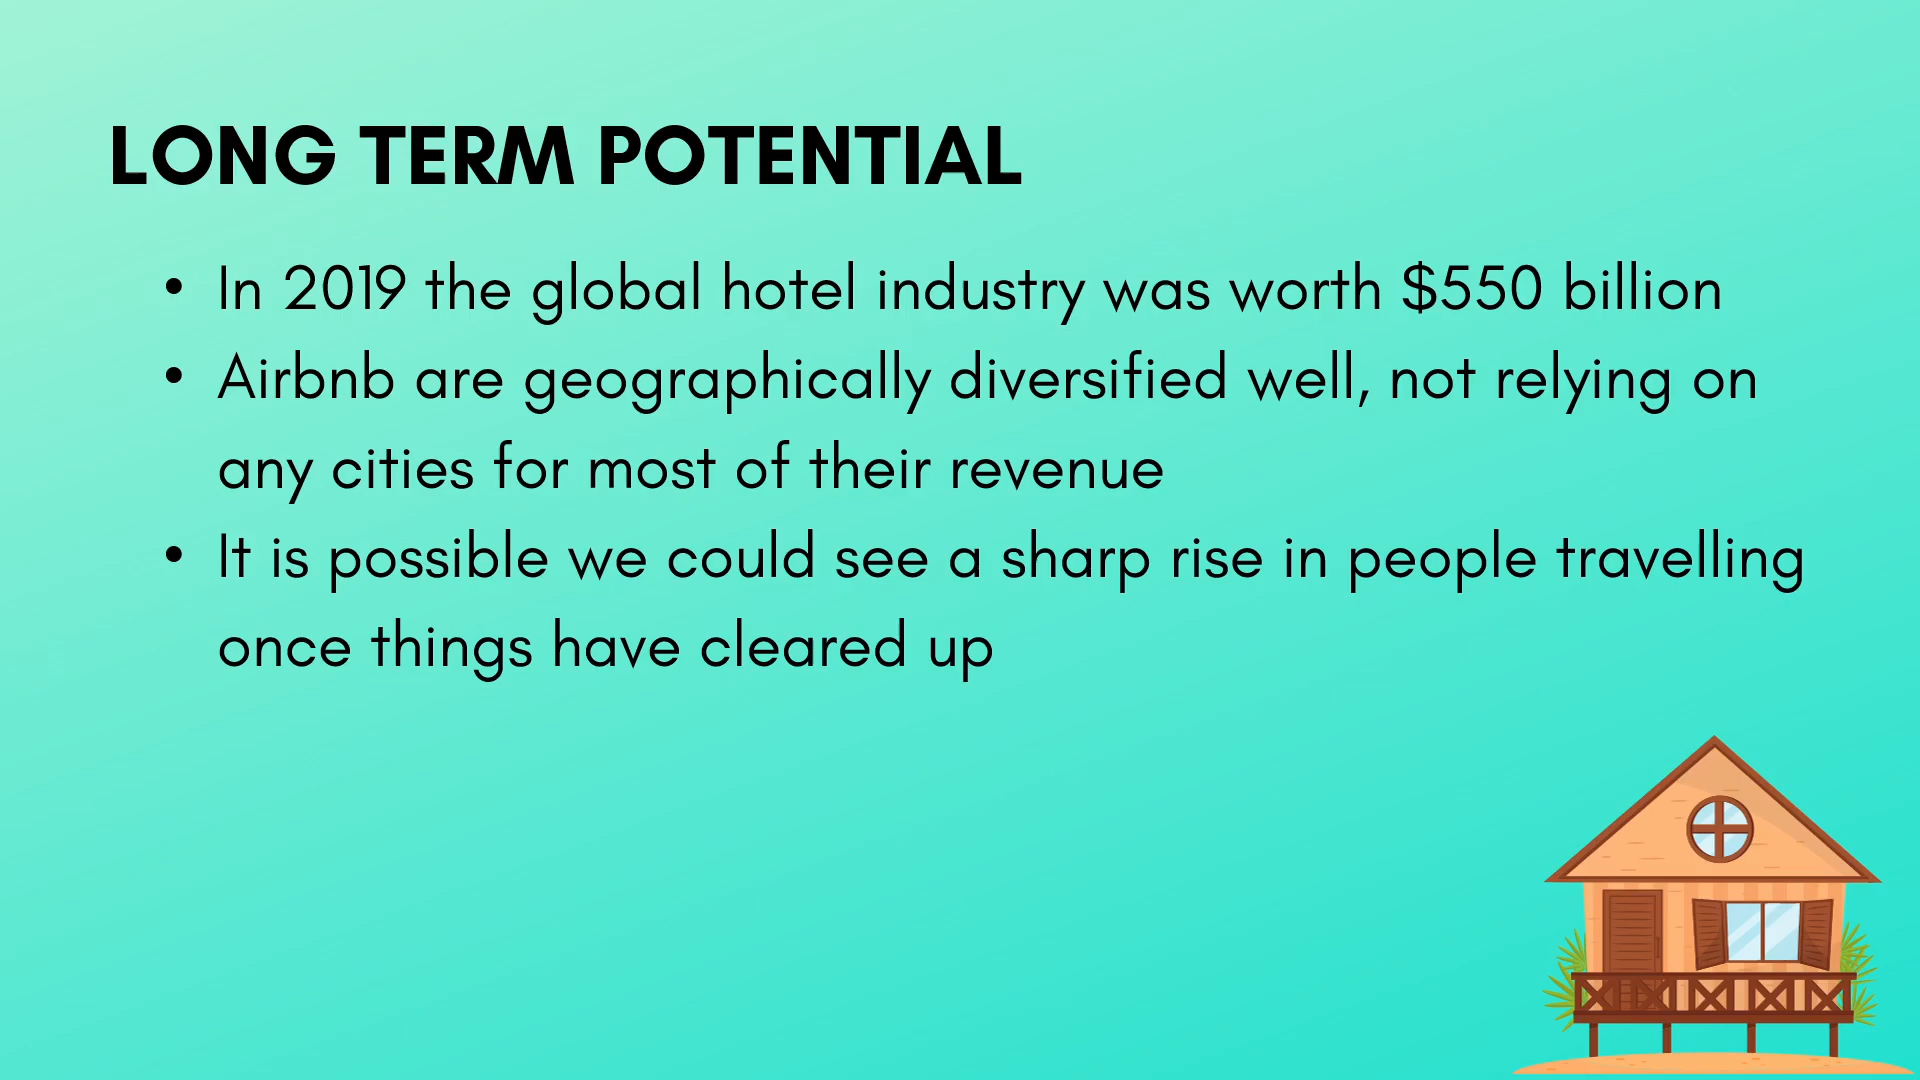 LONG TERM POTENTIAL
• In 2019 the global hotel industry was worth $550 billion
• Airbnb are geographically diversified well, not relying on
any cities for most of their revenue
• It is possible we could see a sharp rise in people travelling
once things have cleared up